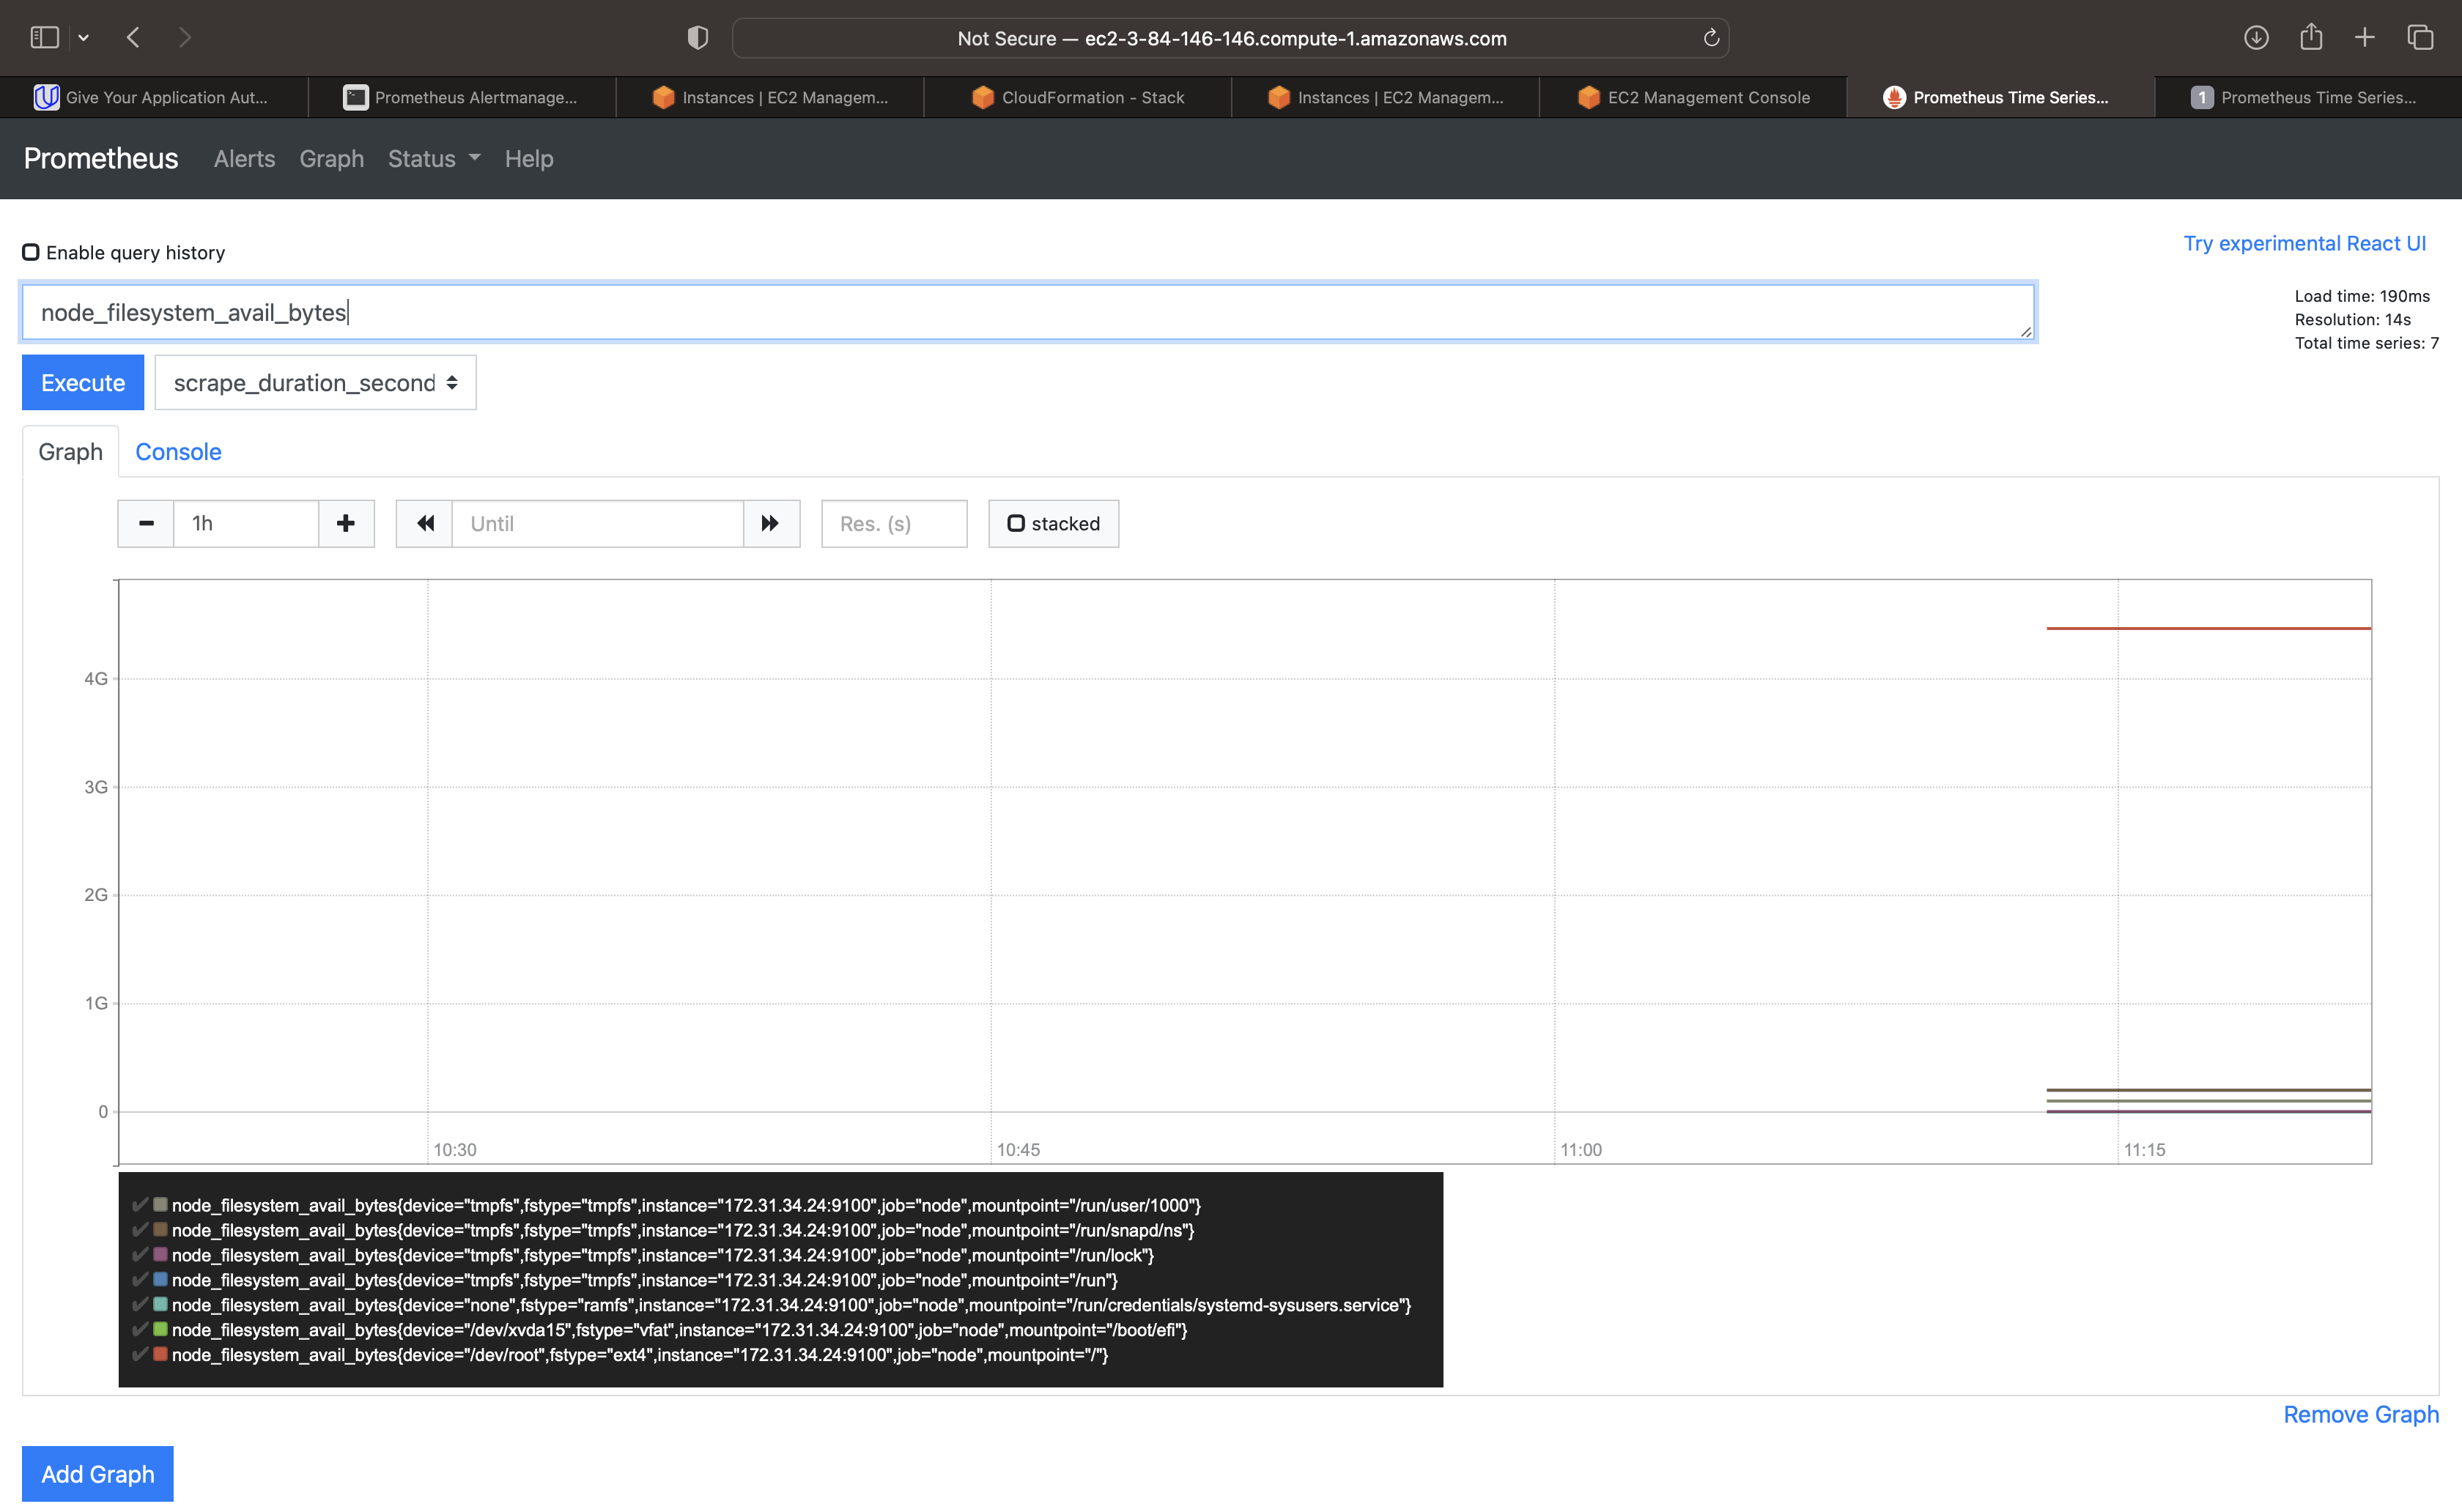 Not Secure — ec2-3-84-146-146.compute-1.amazonaws.com
Give Your Application Aut...
Prometheus Alertmanage...
Instances | EC2 Managem...
CloudFormation - Stack
Instances | EC2 Managem...
EC2 Management Console
Prometheus Time Series...
1 Prometheus Time Series...
Prometheus Alerts Graph Status Help
Try experimental React UI
Enable query history
node_filesystem_avail_bytes
Load time: 190ms
Resolution: 14s
Total time series: 7
Execute scrape_duration_second
Graph Console
1h Until Res. (s) stacked
4G
3G
2G
1G
0
10:30 10:45 11:00 11:15
node_filesystem_avail_bytes{device="tmpfs",fstype="tmpfs",instance="172.31.34.24:9100",job="node",mountpoint="/run/user/1000"}
node_filesystem_avail_bytes{device="tmpfs",fstype="tmpfs",instance="172.31.34.24:9100",job="node",mountpoint="/run/snapd/ns"}
node_filesystem_avail_bytes{device="tmpfs",fstype="tmpfs",instance="172.31.34.24:9100",job="node",mountpoint="/run/lock"}
node_filesystem_avail_bytes{device="tmpfs",fstype="tmpfs",instance="172.31.34.24:9100",job="node",mountpoint="/run"}
node_filesystem_avail_bytes{device="none",fstype="ramfs",instance="172.31.34.24:9100",job="node",mountpoint="/run/credentials/systemd-sysusers.service"}
node_filesystem_avail_bytes{device="/dev/xvda15",fstype="vfat",instance="172.31.34.24:9100",job="node",mountpoint="/boot/efi"}
node_filesystem_avail_bytes{device="/dev/root",fstype="ext4",instance="172.31.34.24:9100",job="node",mountpoint="/"}
Remove Graph
Add Graph